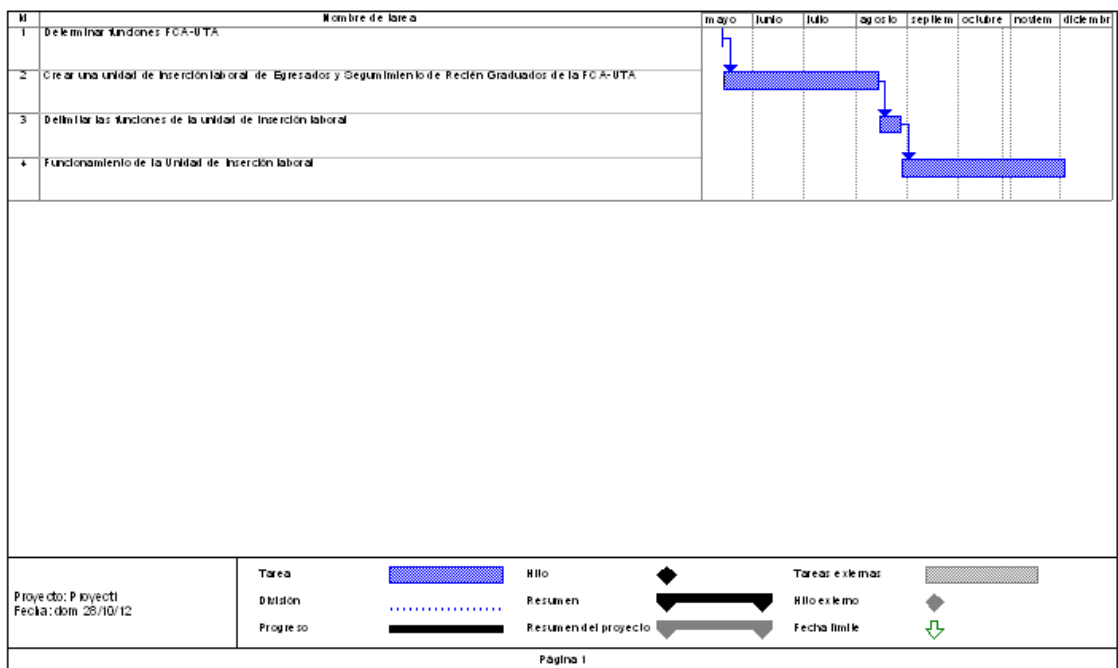 Id Nombre de tarea mayo junio julio agosto septiem octubre noviem diciembr
1 Determinar funciones FCA-UTA
2 Crear una unidad de inserción laboral de Egresados y Segumimiento de Recién Graduados de la FCA-UTA
3 Delimitar las funciones de la unidad de inserción laboral
4 Funcionamiento de la Unidad de inserción laboral
Proyecto: Proyect1
Fecha: dom 28/10/12
Tarea Hito Tareas externas
División Resumen Hito externo
Progreso Resumen del proyecto Fecha límite
Página 1